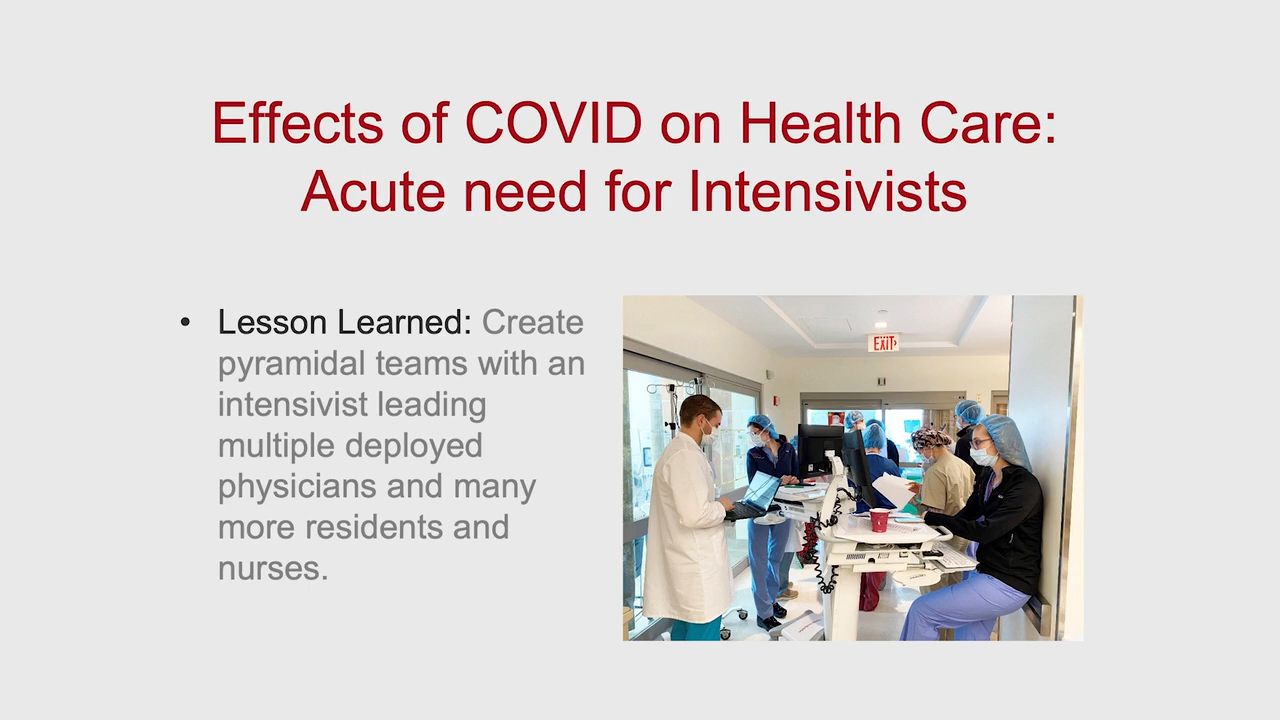 Effects of COVID on Health Care:
Acute need for Intensivists
• Lesson Learned: Create
pyramidal teams with an
intensivist leading
multiple deployed
physicians and many
more residents and
nurses.
EXIT